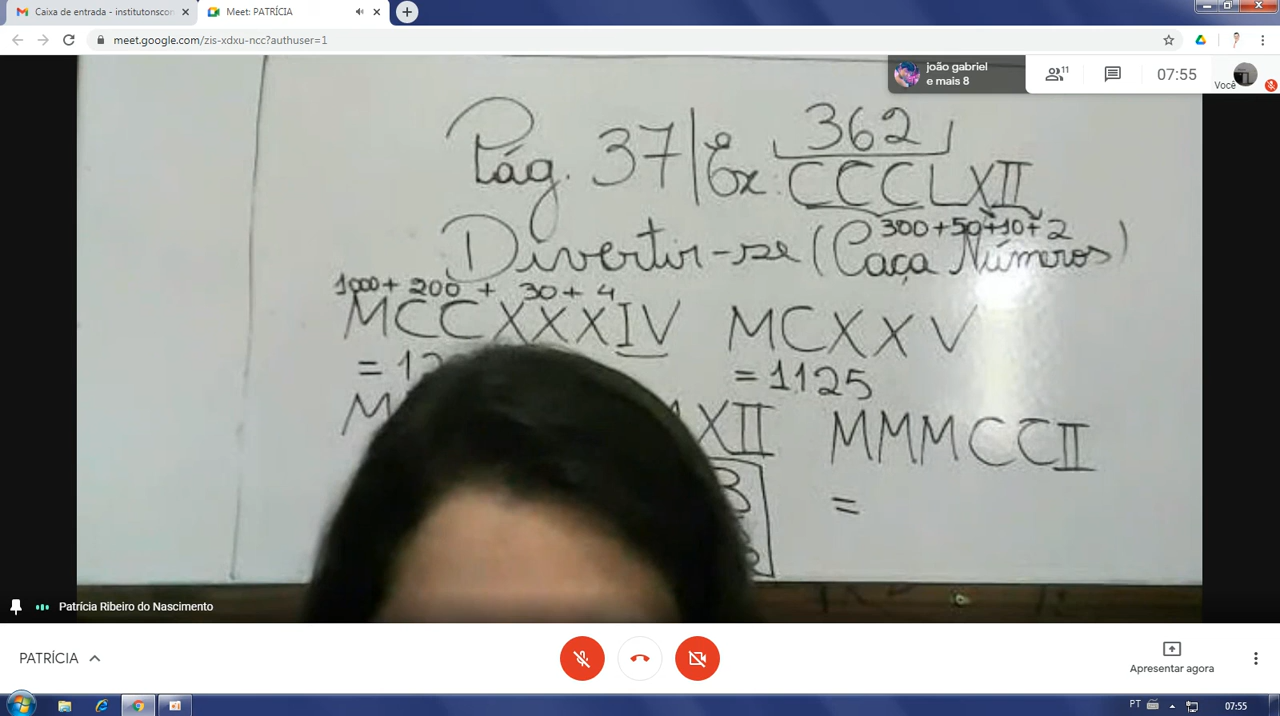 Caixa de entrada - institutonscon
Meet: PATRÍCIA
meet.google.com/zis-xdxu-ncc?authuser=1
joão gabriel
e mais 8
11
07:55
Você
362
Pág. 37 | Ex: CCCLXII
300+50+10+2
Divertir-se (Caça Números)
1000+ 200 + 30+ 4
MCCXXXIV MCXXV
= 12 = 1125
M XII MMMCCII
=
Patrícia Ribeiro do Nascimento
PATRÍCIA
Apresentar agora
PT
07:55